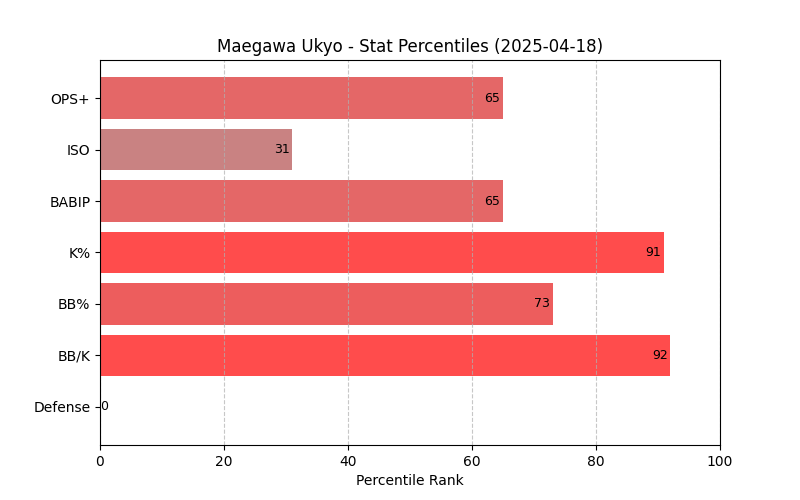 Maegawa Ukyo - Stat Percentiles (2025-04-18)
OPS+ 65
ISO 31
BABIP 65
K% 91
BB% 73
BB/K 92
Defense 0
0 20 40 60 80 100
Percentile Rank